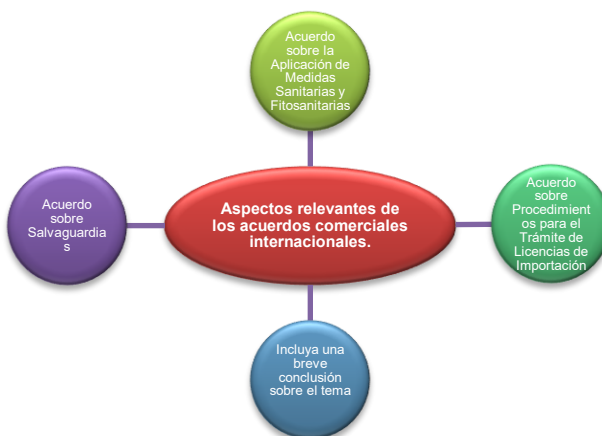 Acuerdo
sobre la
Aplicación de
Medidas
Sanitarias y
Fitosanitarias
Acuerdo
sobre
Salvaguardia
s
Aspectos relevantes de
los acuerdos comerciales
internacionales.
Acuerdo
sobre
Procedimient
os para el
Trámite de
Licencias de
Importación
Incluya una
breve
conclusión
sobre el tema